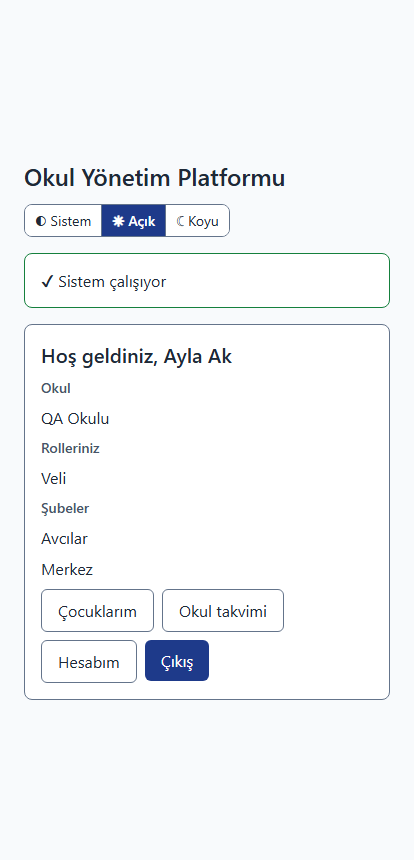 Okul Yönetim Platformu
◐ Sistem ✱ Açık ☾ Koyu
✓ Sistem çalışıyor
Hoş geldiniz, Ayla Ak
Okul
QA Okulu
Rolleriniz
Veli
Şubeler
Avcılar
Merkez
Çocuklarım Okul takvimi
Hesabım Çıkış